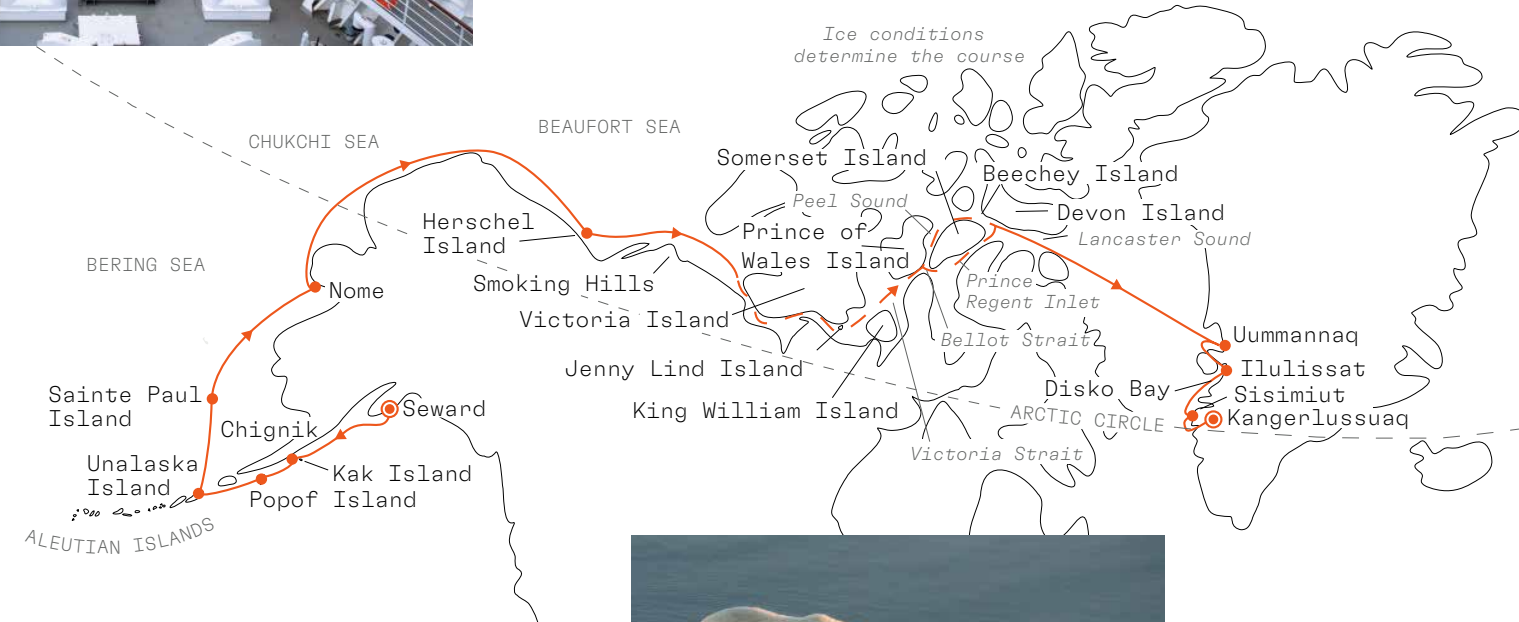 Ice conditions
determine the course
CHUKCHI SEA
BEAUFORT SEA
Somerset Island
Beechey Island
Peel Sound
Devon Island
Herschel
Island
Prince of
Wales Island
Lancaster Sound
BERING SEA
Smoking Hills
Nome
Prince
Regent Inlet
Victoria Island
Bellot Strait
Uummannaq
Jenny Lind Island
Ilulissat
Disko Bay
Sainte Paul
Island
Sisimiut
Seward
King William Island
ARCTIC CIRCLE
Kangerlussuaq
Chignik
Victoria Strait
Unalaska
Island
Kak Island
Popof Island
ALEUTIAN ISLANDS